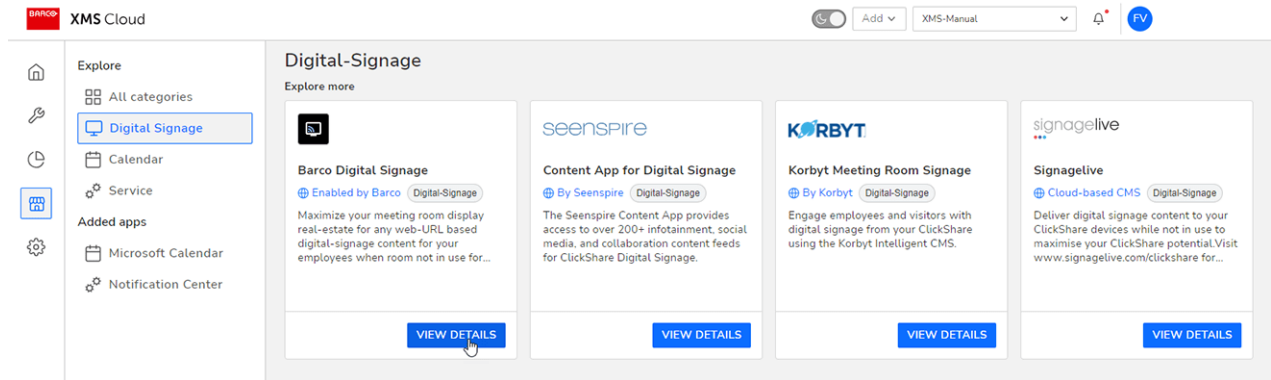 BARCO XMS Cloud Add XMS-Manual FV
Explore
All categories
Digital Signage
Calendar
Service
Added apps
Microsoft Calendar
Notification Center
Digital-Signage
Explore more
Barco Digital Signage
Enabled by Barco Digital-Signage
Maximize your meeting room display
real-estate for any web-URL based
digital-signage content for your
employees when room not in use for...
VIEW DETAILS
seenspire
Content App for Digital Signage
By Seenspire Digital-Signage
The Seenspire Content App provides
access to over 200+ infotainment, social
media, and collaboration content feeds
for ClickShare Digital Signage.
VIEW DETAILS
KORBYT
Korbyt Meeting Room Signage
By Korbyt Digital-Signage
Engage employees and visitors with
digital signage from your ClickShare
using the Korbyt Intelligent CMS.
VIEW DETAILS
signagelive
Signagelive
Cloud-based CMS Digital-Signage
Deliver digital signage content to your
ClickShare devices while not in use to
maximise your ClickShare potential.Visit
www.signagelive.com/clickshare for...
VIEW DETAILS